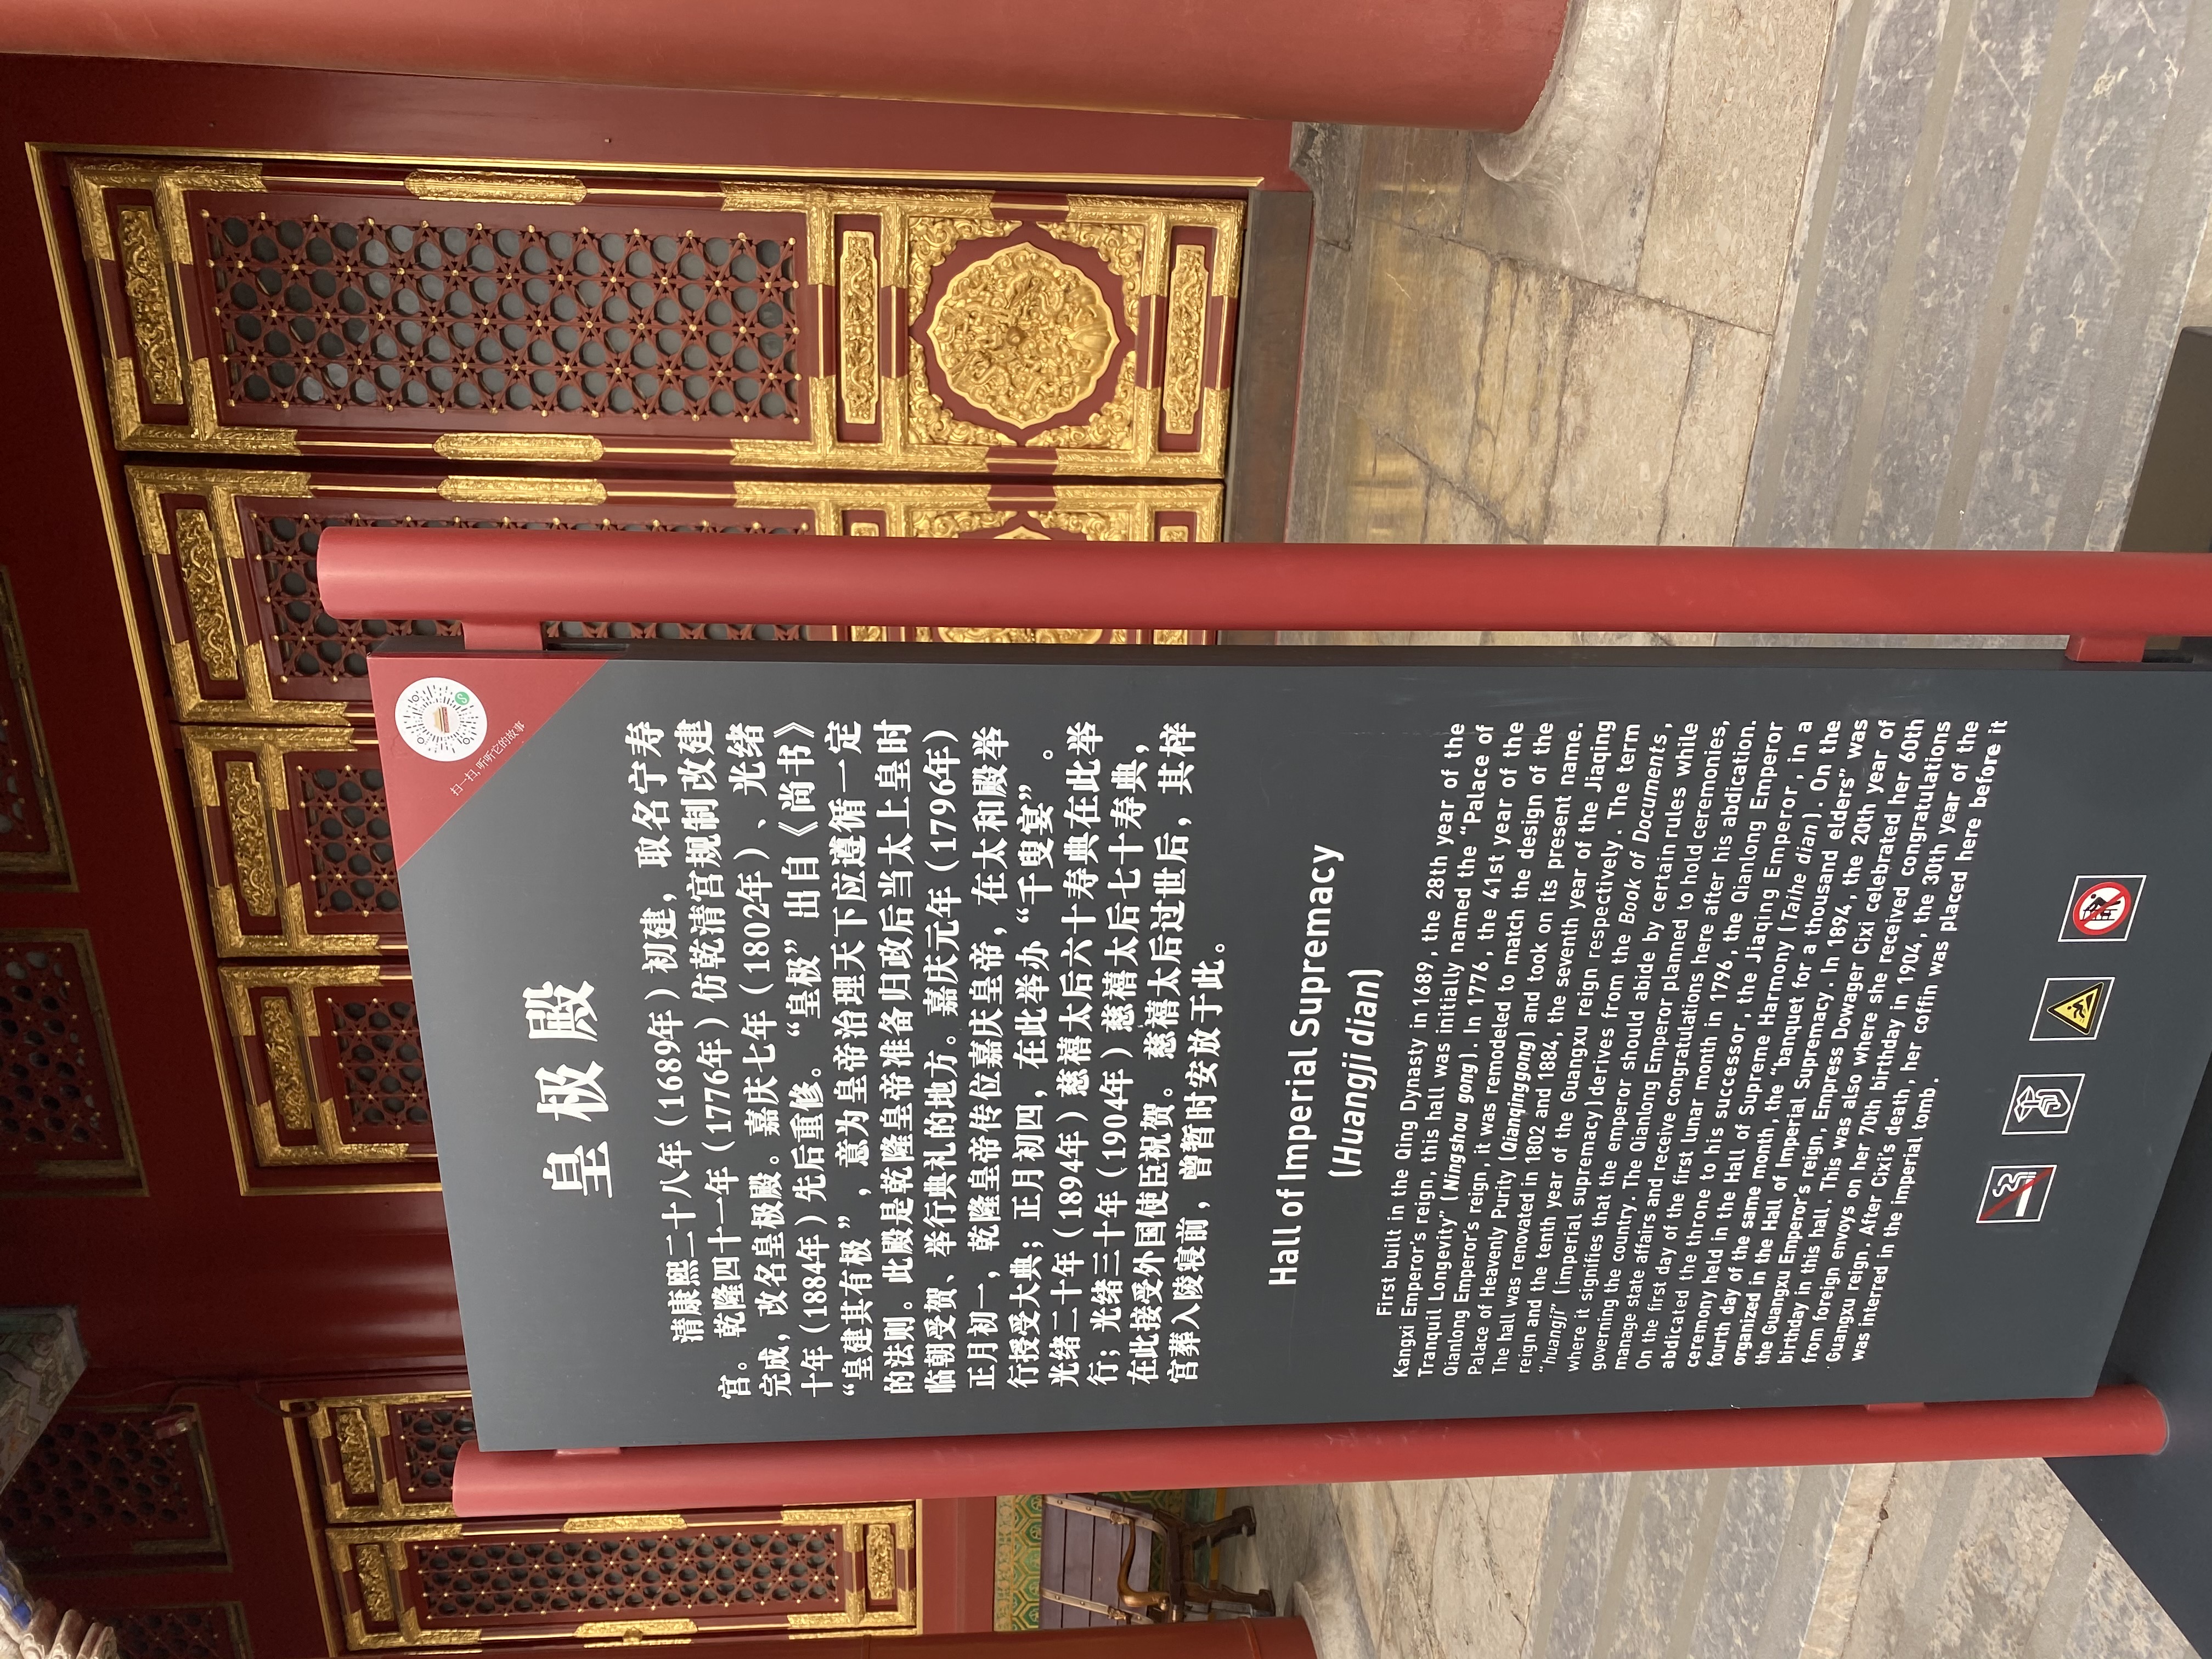 扫一扫,听听它的故事
皇极殿
清康熙二十八年（1689年）初建，取名宁寿
宫。乾隆四十一年（1776年）仿乾清宫规制改建
完成，改名皇极殿。嘉庆七年（1802年）、光绪
十年（1884年）先后重修。“皇极”出自《尚书》
“皇建其有极”，意为皇帝治理天下应遵循一定
的法则。此殿是乾隆皇帝准备归政后当太上皇时
临朝受贺、举行典礼的地方。嘉庆元年（1796年）
正月初一，乾隆皇帝传位嘉庆皇帝，在太和殿举
行授受大典；正月初四，在此举办“千叟宴”。
光绪二十年（1894年）慈禧太后六十寿典在此举
行；光绪三十年（1904年）慈禧太后七十寿典，
在此接受外国使臣祝贺。慈禧太后过世后，其梓
宫葬入陵寝前，曾暂时安放于此。
Hall of Imperial Supremacy
(Huangji dian)
First built in the Qing Dynasty in 1689, the 28th year of the
Kangxi Emperor's reign, this hall was initially named the “Palace of
Tranquil Longevity” (Ningshou gong). In 1776, the 41st year of the
Qianlong Emperor's reign, it was remodeled to match the design of the
Palace of Heavenly Purity (Qianqinggong) and took on its present name.
The hall was renovated in 1802 and 1884, the seventh year of the Jiaqing
reign and the tenth year of the Guangxu reign respectively. The term
“huangji” (imperial supremacy) derives from the Book of Documents,
where it signifies that the emperor should abide by certain rules while
governing the country. The Qianlong Emperor planned to hold ceremonies,
manage state affairs and receive congratulations here after his abdication.
On the first day of the first lunar month in 1796, the Qianlong Emperor
abdicated the throne to his successor, the Jiaqing Emperor, in a
ceremony held in the Hall of Supreme Harmony (Taihe dian). On the
fourth day of the same month, the “banquet for a thousand elders” was
organized in the Hall of Imperial Supremacy. In 1894, the 20th year of
the Guangxu Emperor's reign, Empress Dowager Cixi celebrated her 60th
birthday in this hall. This was also where she received congratulations
from foreign envoys on her 70th birthday in 1904, the 30th year of the
Guangxu reign. After Cixi's death, her coffin was placed here before it
was interred in the imperial tomb.